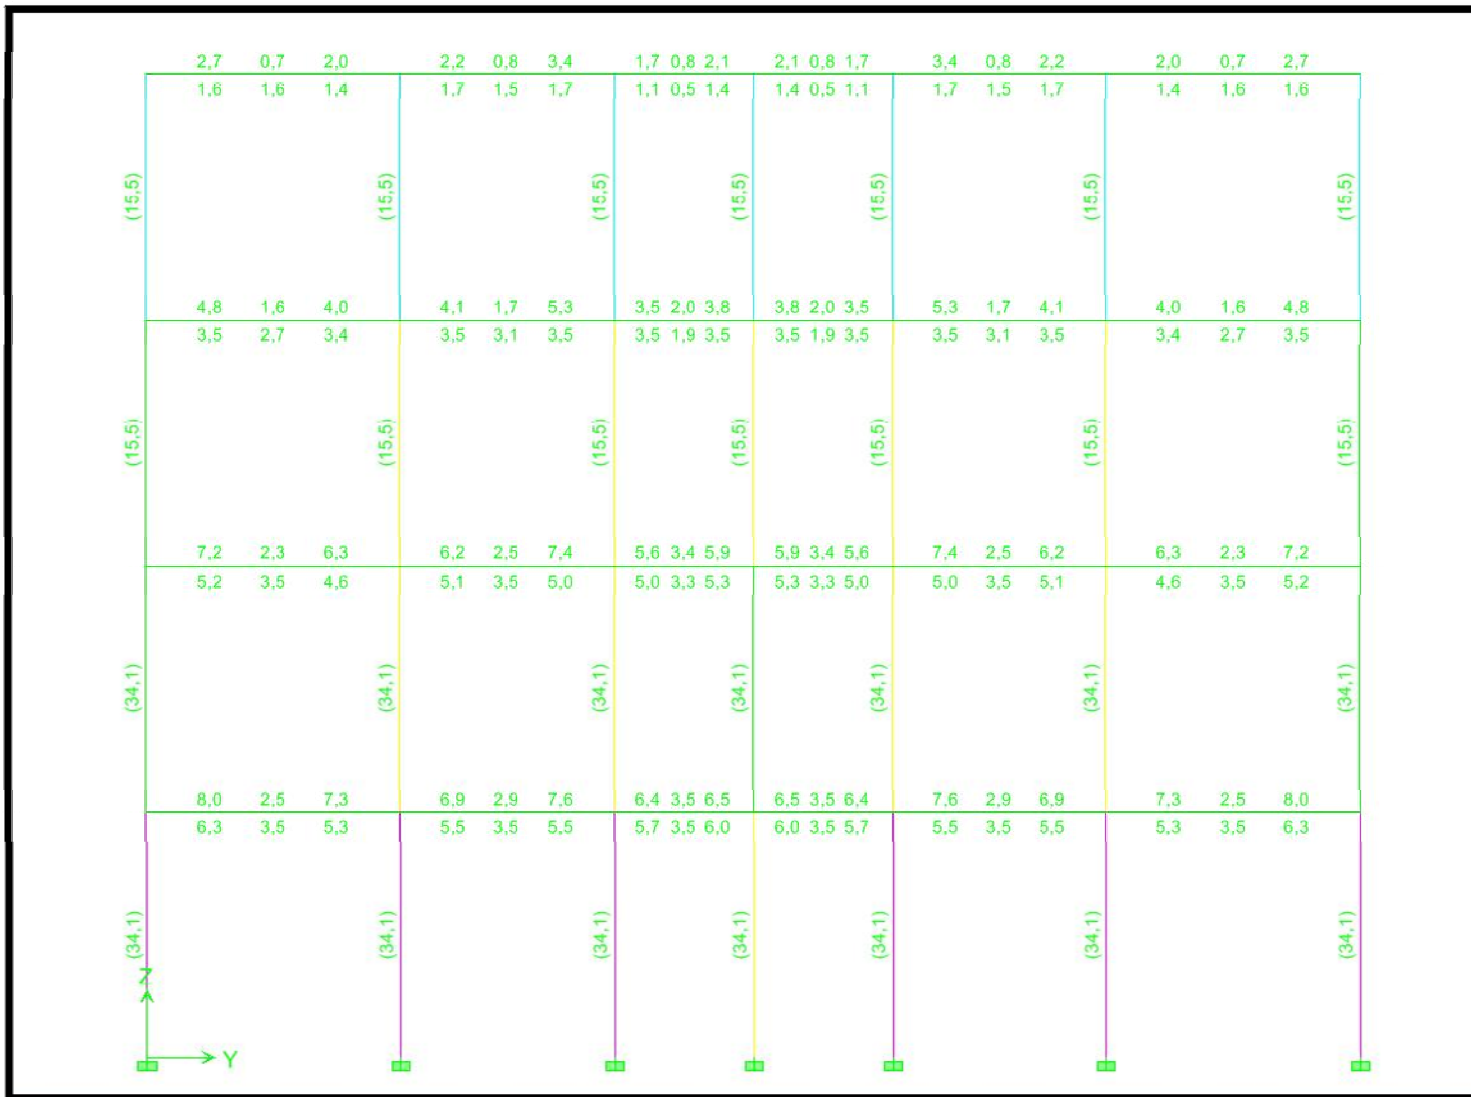 2,7 0,7 2,0 2,2 0,8 3,4 1,7 0,8 2,1 2,1 0,8 1,7 3,4 0,8 2,2 2,0 0,7 2,7
1,6 1,6 1,4 1,7 1,5 1,7 1,1 0,5 1,4 1,4 0,5 1,1 1,7 1,5 1,7 1,4 1,6 1,6
(15,5) (15,5) (15,5) (15,5) (15,5) (15,5) (15,5)
4,8 1,6 4,0 4,1 1,7 5,3 3,5 2,0 3,8 3,8 2,0 3,5 5,3 1,7 4,1 4,0 1,6 4,8
3,5 2,7 3,4 3,5 3,1 3,5 3,5 1,9 3,5 3,5 1,9 3,5 3,5 3,1 3,5 3,4 2,7 3,5
(15,5) (15,5) (15,5) (15,5) (15,5) (15,5) (15,5)
7,2 2,3 6,3 6,2 2,5 7,4 5,6 3,4 5,9 5,9 3,4 5,6 7,4 2,5 6,2 6,3 2,3 7,2
5,2 3,5 4,6 5,1 3,5 5,0 5,0 3,3 5,3 5,3 3,3 5,0 5,0 3,5 5,1 4,6 3,5 5,2
(34,1) (34,1) (34,1) (34,1) (34,1) (34,1) (34,1)
8,0 2,5 7,3 6,9 2,9 7,6 6,4 3,5 6,5 6,5 3,5 6,4 7,6 2,9 6,9 7,3 2,5 8,0
6,3 3,5 5,3 5,5 3,5 5,5 5,7 3,5 6,0 6,0 3,5 5,7 5,5 3,5 5,5 5,3 3,5 6,3
(34,1) (34,1) (34,1) (34,1) (34,1) (34,1) (34,1)
Z
Y